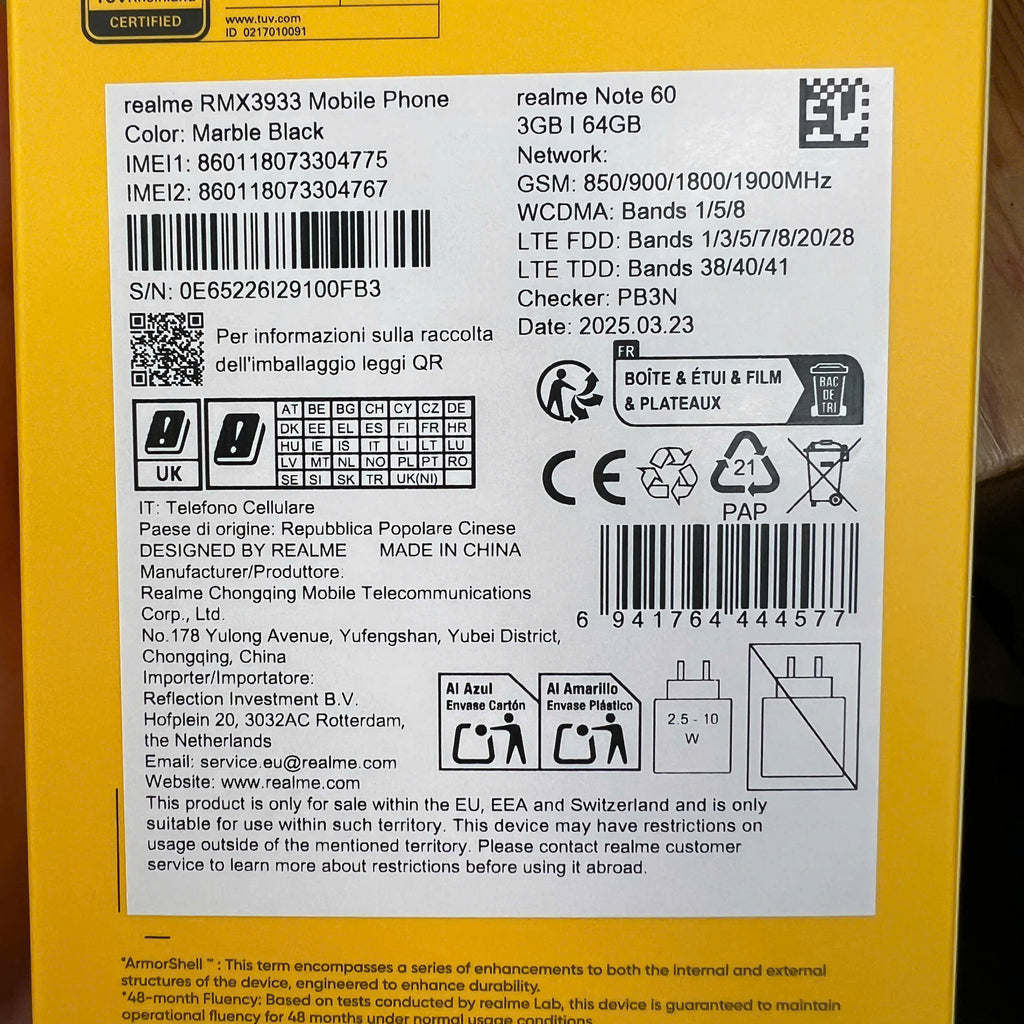 CERTIFIED
www.tuv.com
ID 0217010091
realme RMX3933 Mobile Phone
Color: Marble Black
IMEI1: 860118073304775
IMEI2: 860118073304767
S/N: 0E65226I29100FB3
Per informazioni sulla raccolta
dell'imballaggio leggi QR
realme Note 60
3GB I 64GB
Network:
GSM: 850/900/1800/1900MHz
WCDMA: Bands 1/5/8
LTE FDD: Bands 1/3/5/7/8/20/28
LTE TDD: Bands 38/40/41
Checker: PB3N
Date: 2025.03.23
FR
BOÎTE & ÉTUI & FILM
& PLATEAUX
BAC
DE
TRI
UK
AT BE BG CH CY CZ DE
DK EE EL ES FI FR HR
HU IE IS IT LI LT LU
LV MT NL NO PL PT RO
SE SI SK TR UK(NI)
CE
21
PAP
IT: Telefono Cellulare
Paese di origine: Repubblica Popolare Cinese
DESIGNED BY REALME MADE IN CHINA
Manufacturer/Produttore:
Realme Chongqing Mobile Telecommunications
Corp., Ltd.
No.178 Yulong Avenue, Yufengshan, Yubei District,
Chongqing, China
Importer/Importatore:
Reflection Investment B.V.
Hofplein 20, 3032AC Rotterdam,
the Netherlands
Email: service.eu@realme.com
Website: www.realme.com
6 941764 444577
Al Azul
Envase Cartón
Al Amarillo
Envase Plástico
2.5 - 10
W
This product is only for sale within the EU, EEA and Switzerland and is only
suitable for use within such territory. This device may have restrictions on
usage outside of the mentioned territory. Please contact realme customer
service to learn more about restrictions before using it abroad.
*ArmorShell™: This term encompasses a series of enhancements to both the internal and external
structures of the device, engineered to enhance durability.
*48-month Fluency: Based on tests conducted by realme Lab, this device is guaranteed to maintain
operational fluency for 48 months under normal usage conditions.